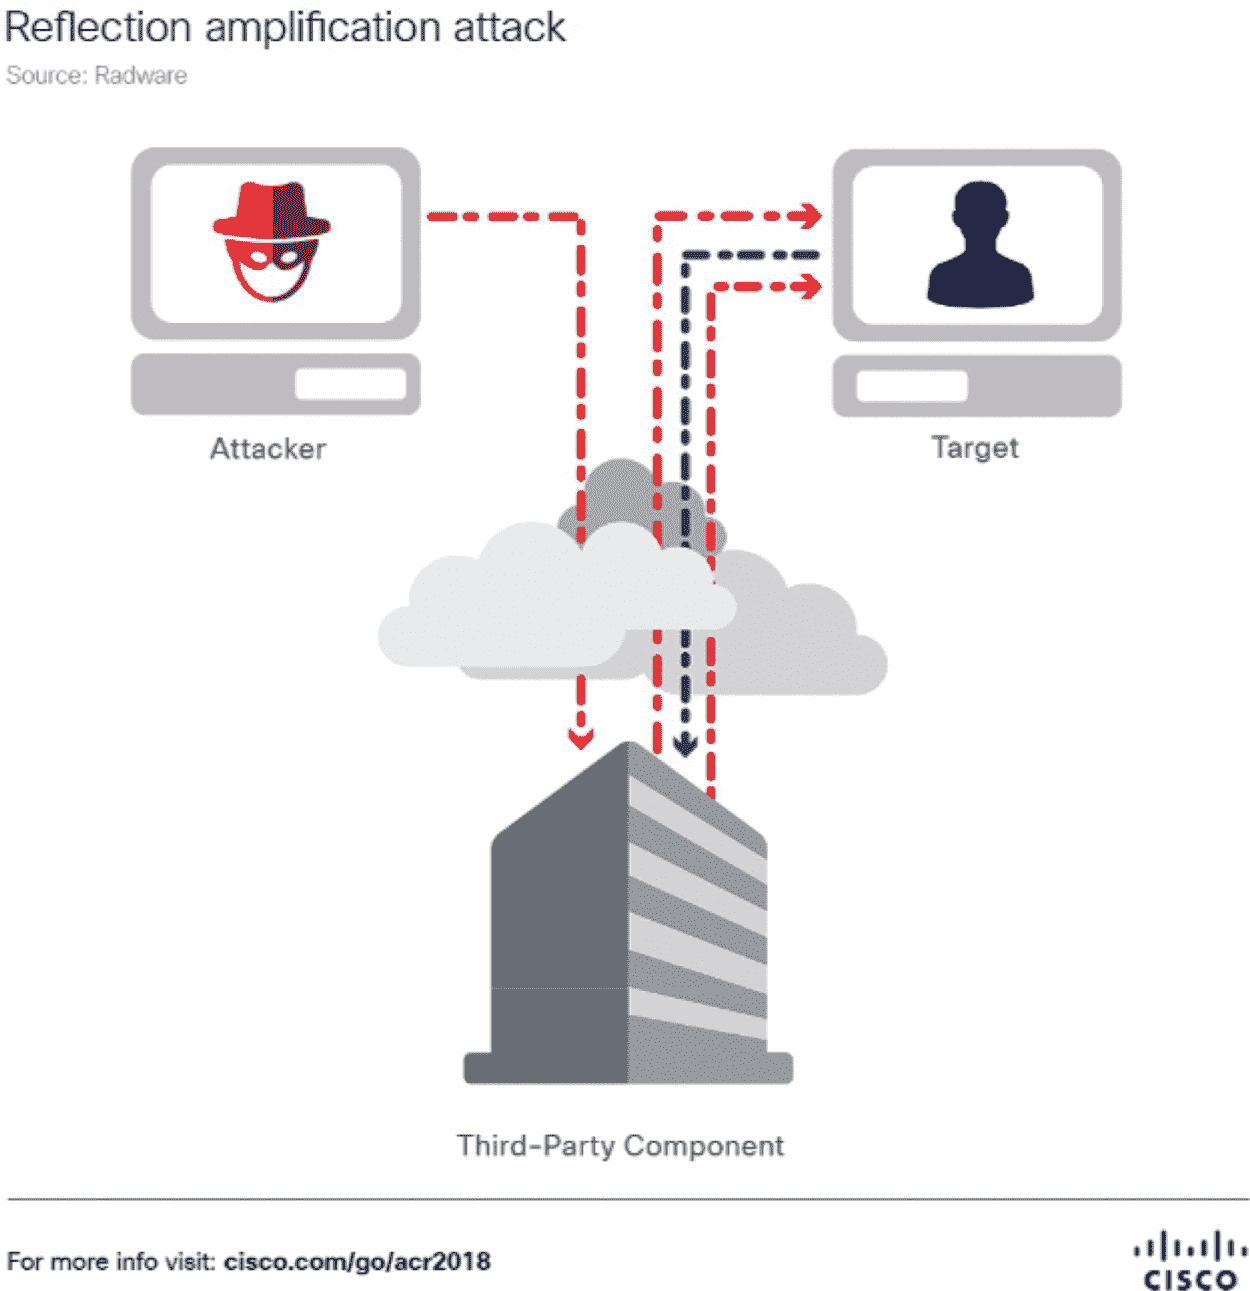 Reflection amplification attack
Source: Radware
Attacker
Target
Third-Party Component
For more info visit: cisco.com/go/acr2018
CISCO